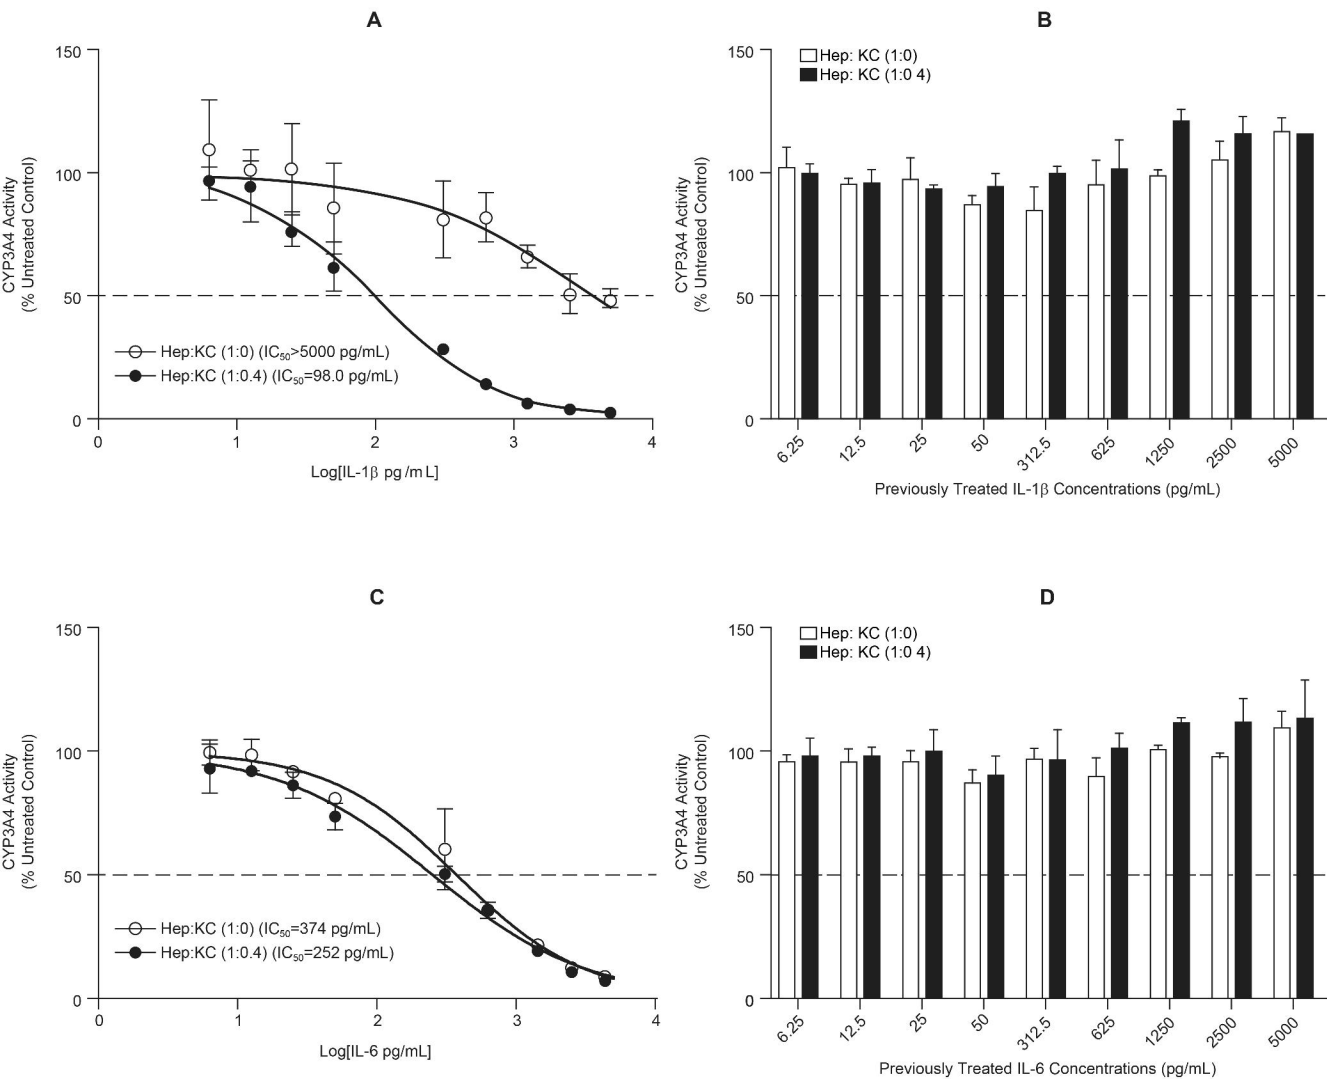 A
150
100
50
0
CYP3A4 Activity
(% Untreated Control)
Hep:KC (1:0) (IC50>5000 pg/mL)
Hep:KC (1:0.4) (IC50=98.0 pg/mL)
0 1 2 3 4
Log[IL-1β pg/mL]
B
150
100
50
0
CYP3A4 Activity
(% Untreated Control)
Hep: KC (1:0)
Hep: KC (1:0 4)
6.25 12.5 25 50 312.5 625 1250 2500 5000
Previously Treated IL-1β Concentrations (pg/mL)
C
150
100
50
0
CYP3A4 Activity
(% Untreated Control)
Hep:KC (1:0) (IC50=374 pg/mL)
Hep:KC (1:0.4) (IC50=252 pg/mL)
0 1 2 3 4
Log[IL-6 pg/mL]
D
150
100
50
0
CYP3A4 Activity
(% Untreated Control)
Hep: KC (1:0)
Hep: KC (1:0 4)
6.25 12.5 25 50 312.5 625 1250 2500 5000
Previously Treated IL-6 Concentrations (pg/mL)